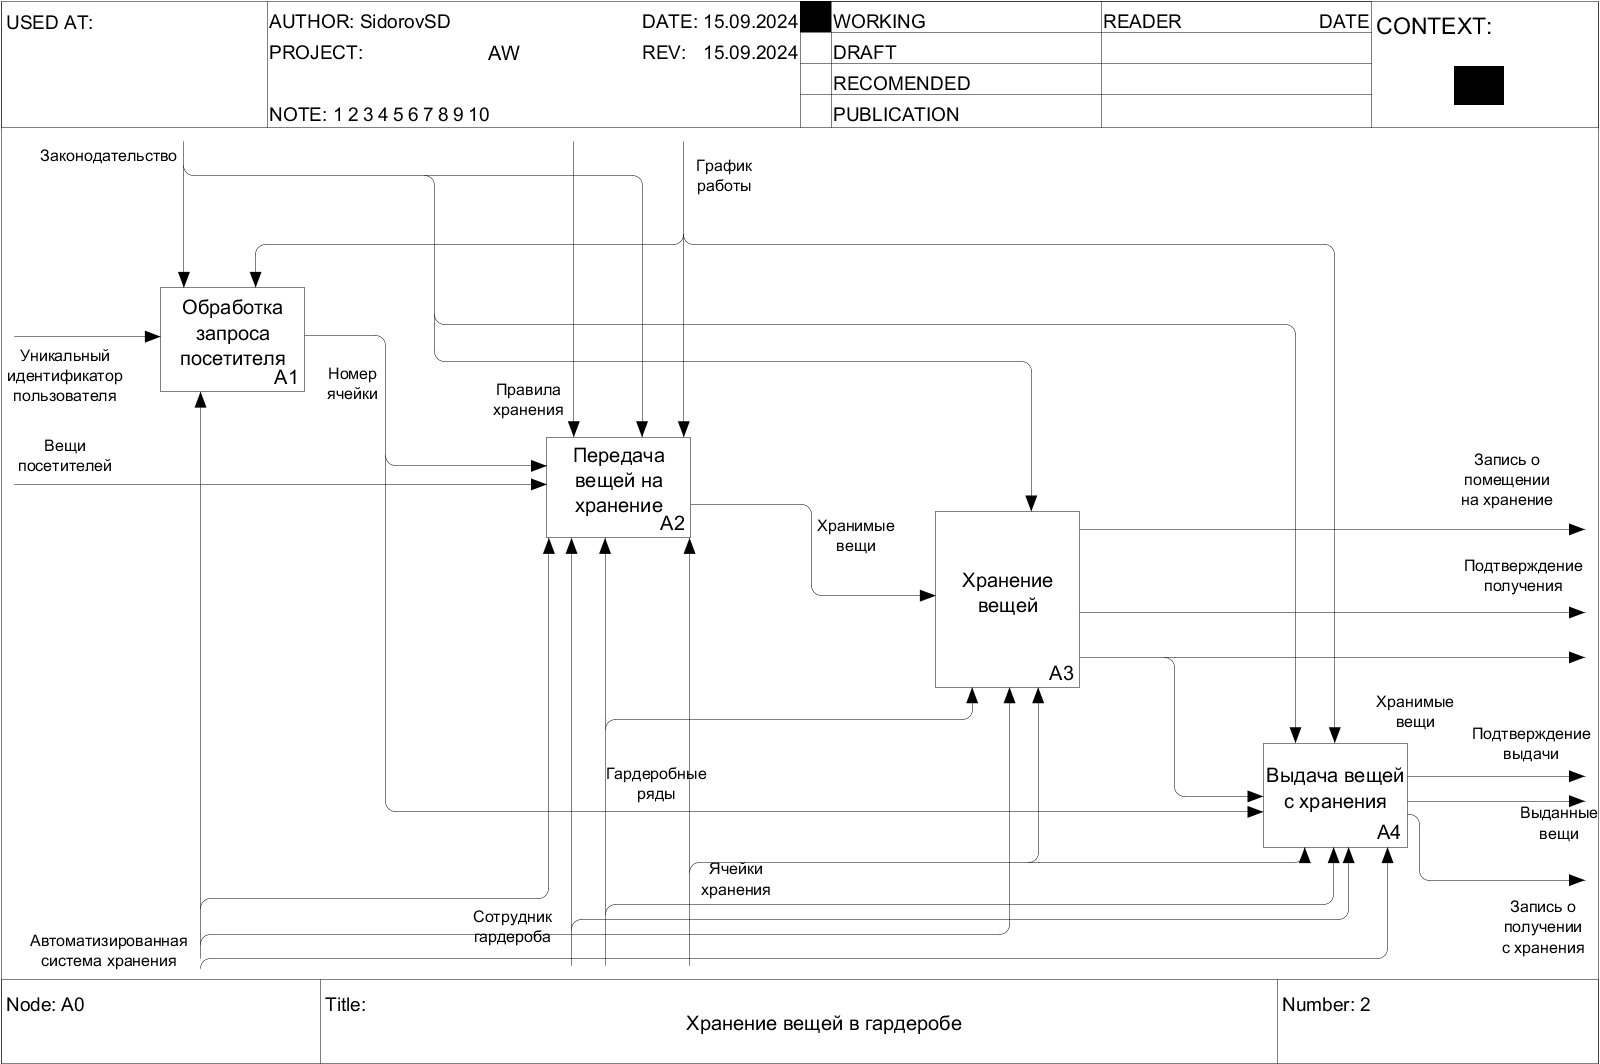 USED AT:
AUTHOR: SidorovSD
DATE: 15.09.2024
PROJECT: AW
REV: 15.09.2024
NOTE: 1 2 3 4 5 6 7 8 9 10
WORKING
DRAFT
RECOMENDED
PUBLICATION
READER DATE
CONTEXT:
Законодательство
График
работы
Обработка
запроса
посетителя
A1
Уникальный
идентификатор
пользователя
Номер
ячейки
Правила
хранения
Вещи
посетителей
Передача
вещей на
хранение
A2
Запись о
помещении
на хранение
Хранимые
вещи
Хранение
вещей
A3
Подтверждение
получения
Хранимые
вещи
Подтверждение
выдачи
Гардеробные
ряды
Выдача вещей
с хранения
A4
Выданные
вещи
Ячейки
хранения
Сотрудник
гардероба
Автоматизированная
система хранения
Запись о
получении
с хранения
Node: A0
Title:
Хранение вещей в гардеробе
Number: 2